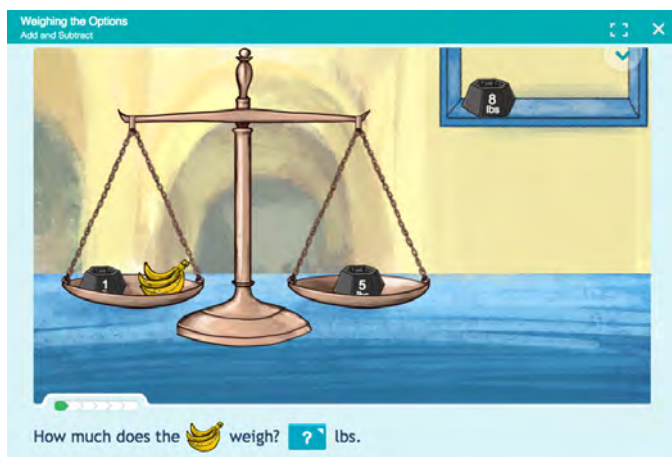 Weighing the Options
Add and Subtract
8
lbs
1
5
How much does the weigh? ? lbs.